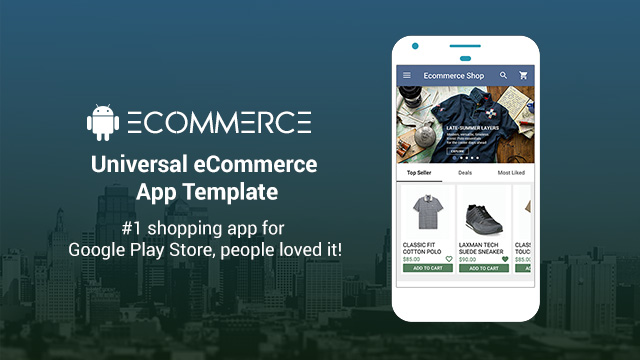 ECOMMERCE
Universal eCommerce
App Template
#1 shopping app for
Google Play Store, people loved it!
Ecommerce Shop
LATE-SUMMER LAYERS
EXPLORE
Top Seller
Deals
Most Liked
CLASSIC FIT
COTTON POLO
$85.00
ADD TO CART
LAXMAN TECH
SUEDE SNEAKER
$90.00
ADD TO CART
CLASS
TOUC
$85.0